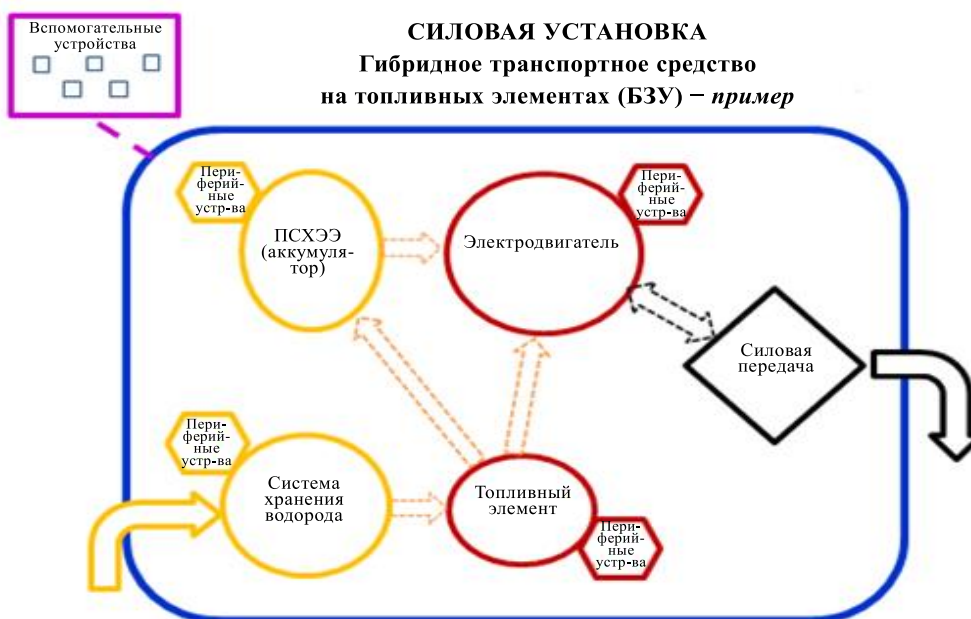 Вспомогательные
устройства
СИЛОВАЯ УСТАНОВКА
Гибридное транспортное средство
на топливных элементах (БЗУ) – пример
Пери-
ферий-
ные
устр-ва
ПСХЭЭ
(аккумуля-
тор)
Электродвигатель
Пери-
ферий-
ные
устр-ва
Силовая
передача
Пери-
ферий-
ные
устр-ва
Система
хранения
водорода
Топливный
элемент
Пери-
ферий-
ные
устр-ва